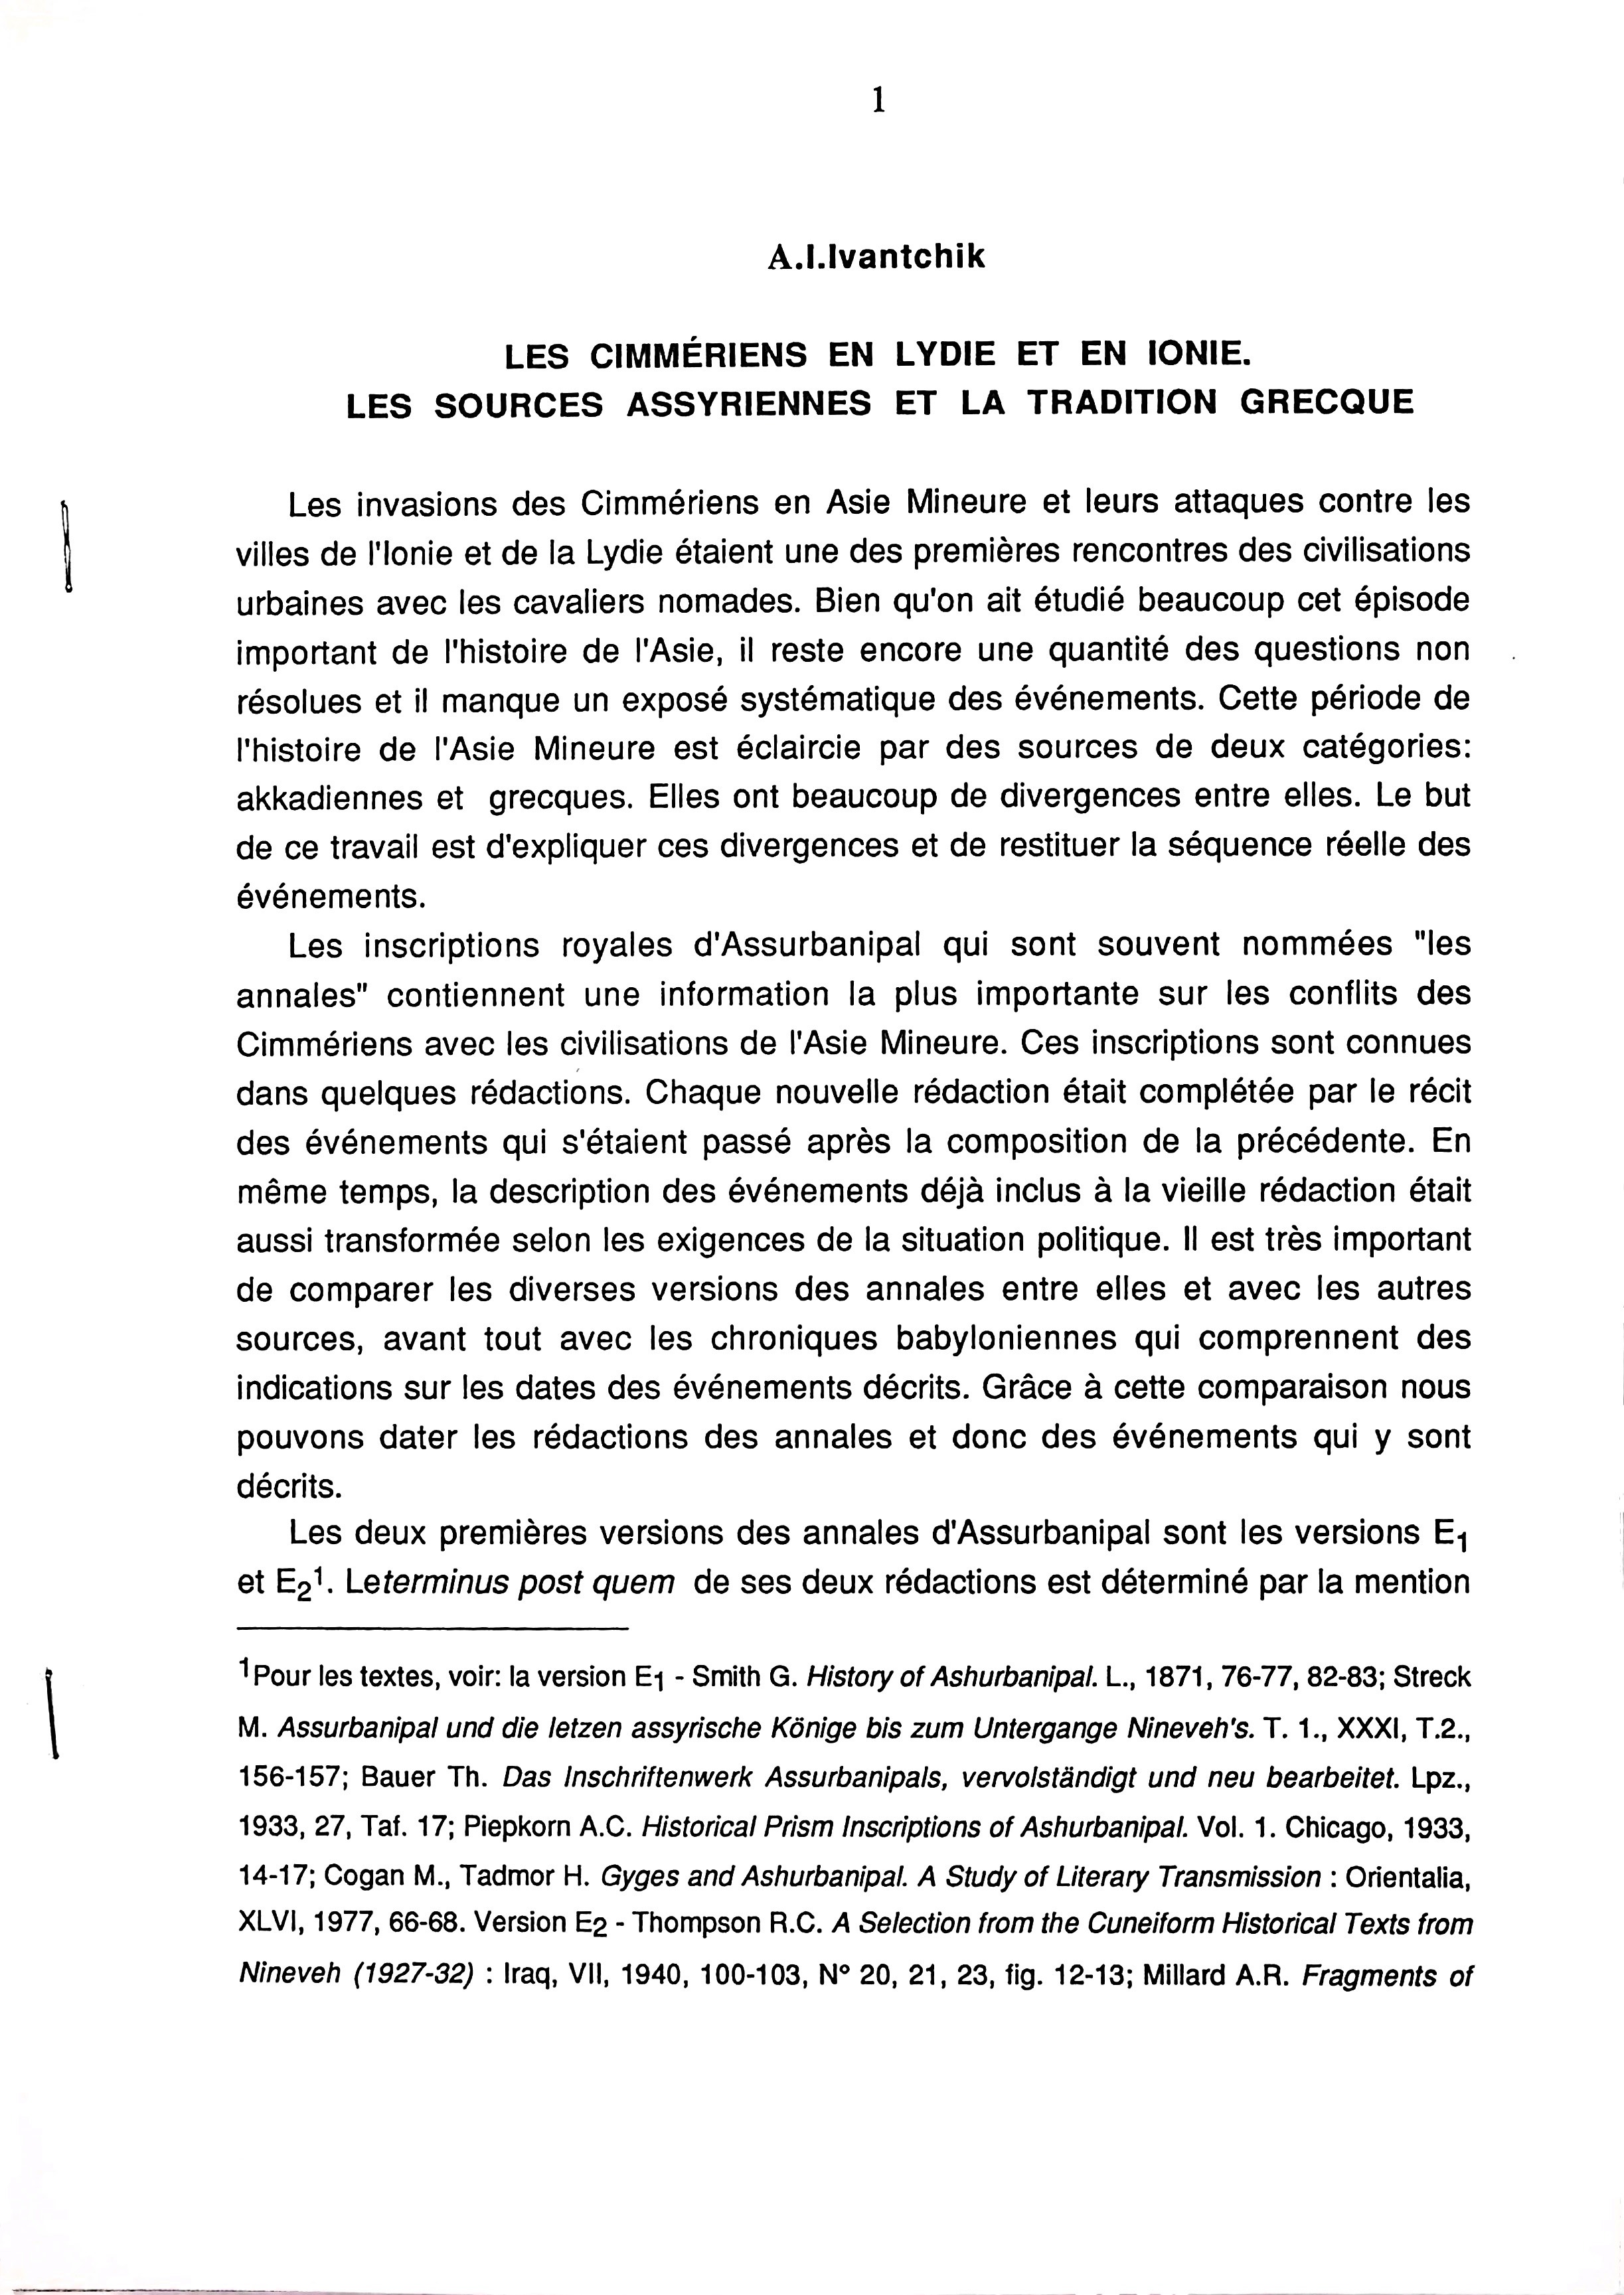 1
A.I.Ivantchik
LES CIMMÉRIENS EN LYDIE ET EN IONIE.
LES SOURCES ASSYRIENNES ET LA TRADITION GRECQUE
Les invasions des Cimmériens en Asie Mineure et leurs attaques contre les
villes de l'Ionie et de la Lydie étaient une des premières rencontres des civilisations
urbaines avec les cavaliers nomades. Bien qu'on ait étudié beaucoup cet épisode
important de l'histoire de l'Asie, il reste encore une quantité des questions non
résolues et il manque un exposé systématique des événements. Cette période de
l'histoire de l'Asie Mineure est éclaircie par des sources de deux catégories:
akkadiennes et grecques. Elles ont beaucoup de divergences entre elles. Le but
de ce travail est d'expliquer ces divergences et de restituer la séquence réelle des
événements.
Les inscriptions royales d'Assurbanipal qui sont souvent nommées "les
annales" contiennent une information la plus importante sur les conflits des
Cimmériens avec les civilisations de l'Asie Mineure. Ces inscriptions sont connues
dans quelques rédactions. Chaque nouvelle rédaction était complétée par le récit
des événements qui s'étaient passé après la composition de la précédente. En
même temps, la description des événements déjà inclus à la vieille rédaction était
aussi transformée selon les exigences de la situation politique. Il est très important
de comparer les diverses versions des annales entre elles et avec les autres
sources, avant tout avec les chroniques babyloniennes qui comprennent des
indications sur les dates des événements décrits. Grâce à cette comparaison nous
pouvons dater les rédactions des annales et donc des événements qui y sont
décrits.
Les deux premières versions des annales d'Assurbanipal sont les versions E₁
et E₂¹. Leterminus post quem de ses deux rédactions est déterminé par la mention
¹Pour les textes, voir: la version E₁ - Smith G. History of Ashurbanipal. L., 1871, 76-77, 82-83; Streck
M. Assurbanipal und die letzen assyrische Könige bis zum Untergange Nineveh's. T. 1., XXXI, T.2.,
156-157; Bauer Th. Das Inschriftenwerk Assurbanipals, vervolständigt und neu bearbeitet. Lpz.,
1933, 27, Taf. 17; Piepkorn A.C. Historical Prism Inscriptions of Ashurbanipal. Vol. 1. Chicago, 1933,
14-17; Cogan M., Tadmor H. Gyges and Ashurbanipal. A Study of Literary Transmission : Orientalia,
XLVI, 1977, 66-68. Version E₂ - Thompson R.C. A Selection from the Cuneiform Historical Texts from
Nineveh (1927-32) : Iraq, VII, 1940, 100-103, N° 20, 21, 23, fig. 12-13; Millard A.R. Fragments of